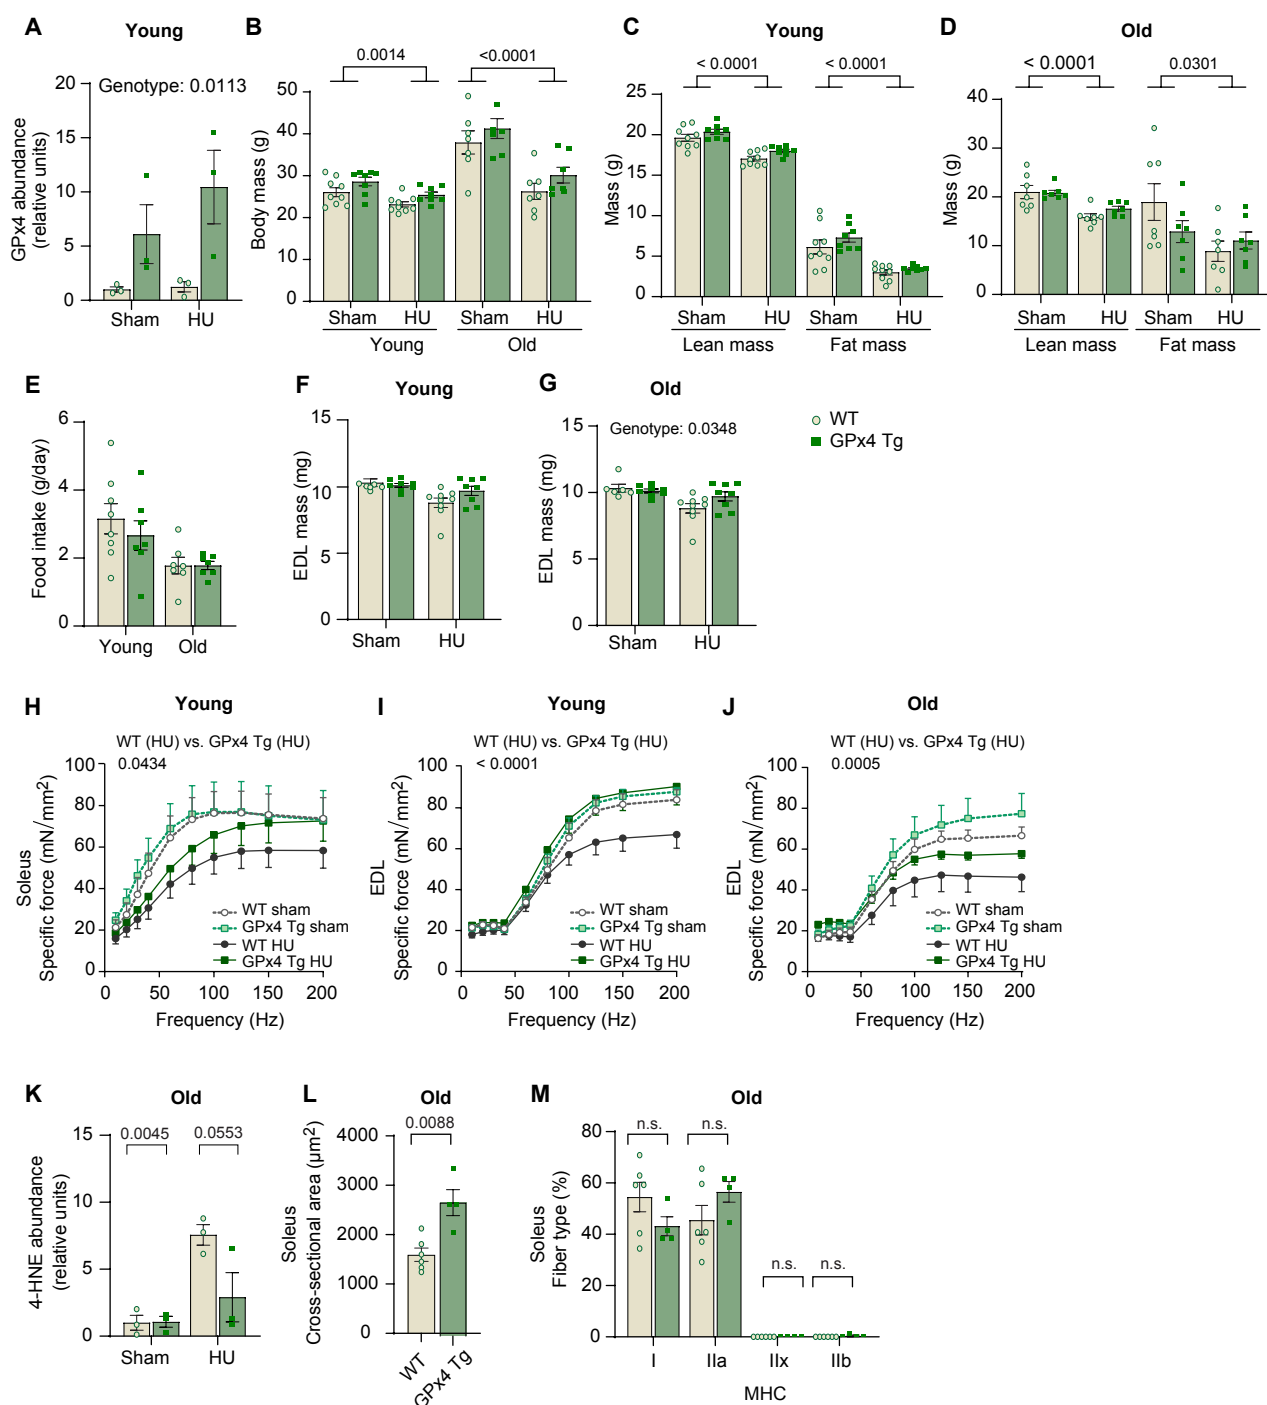 A
Young
GPx4 abundance
(relative units)
20
15
10
5
0
Genotype: 0.0113
Sham
HU
B
0.0014
<0.0001
Body mass (g)
50
40
30
20
10
0
Sham
HU
Sham
HU
Young
Old
C
Young
< 0.0001
< 0.0001
Mass (g)
25
20
15
10
5
0
Sham
HU
Sham
HU
Lean mass
Fat mass
D
Old
< 0.0001
0.0301
Mass (g)
40
30
20
10
0
Sham
HU
Sham
HU
Lean mass
Fat mass
E
Food intake (g/day)
6
4
2
0
Young
Old
F
Young
EDL mass (mg)
15
10
5
0
Sham
HU
G
Old
Genotype: 0.0348
EDL mass (mg)
15
10
5
0
Sham
HU
WT
GPx4 Tg
H
Young
WT (HU) vs. GPx4 Tg (HU)
0.0434
Soleus
Specific force (mN/mm²)
100
80
60
40
20
0
WT sham
GPx4 Tg sham
WT HU
GPx4 Tg HU
0
50
100
150
200
Frequency (Hz)
I
Young
WT (HU) vs. GPx4 Tg (HU)
< 0.0001
EDL
Specific force (mN/mm²)
100
80
60
40
20
0
WT sham
GPx4 Tg sham
WT HU
GPx4 Tg HU
0
50
100
150
200
Frequency (Hz)
J
Old
WT (HU) vs. GPx4 Tg (HU)
0.0005
EDL
Specific force (mN/mm²)
100
80
60
40
20
0
WT sham
GPx4 Tg sham
WT HU
GPx4 Tg HU
0
50
100
150
200
Frequency (Hz)
K
Old
4-HNE abundance
(relative units)
15
10
5
0
0.0045
0.0553
Sham
HU
L
Old
0.0088
Soleus
Cross-sectional area (µm²)
4000
3000
2000
1000
0
WT
GPx4 Tg
M
Old
Soleus
Fiber type (%)
80
60
40
20
0
n.s.
n.s.
n.s.
n.s.
I
IIa
IIx
IIb
MHC